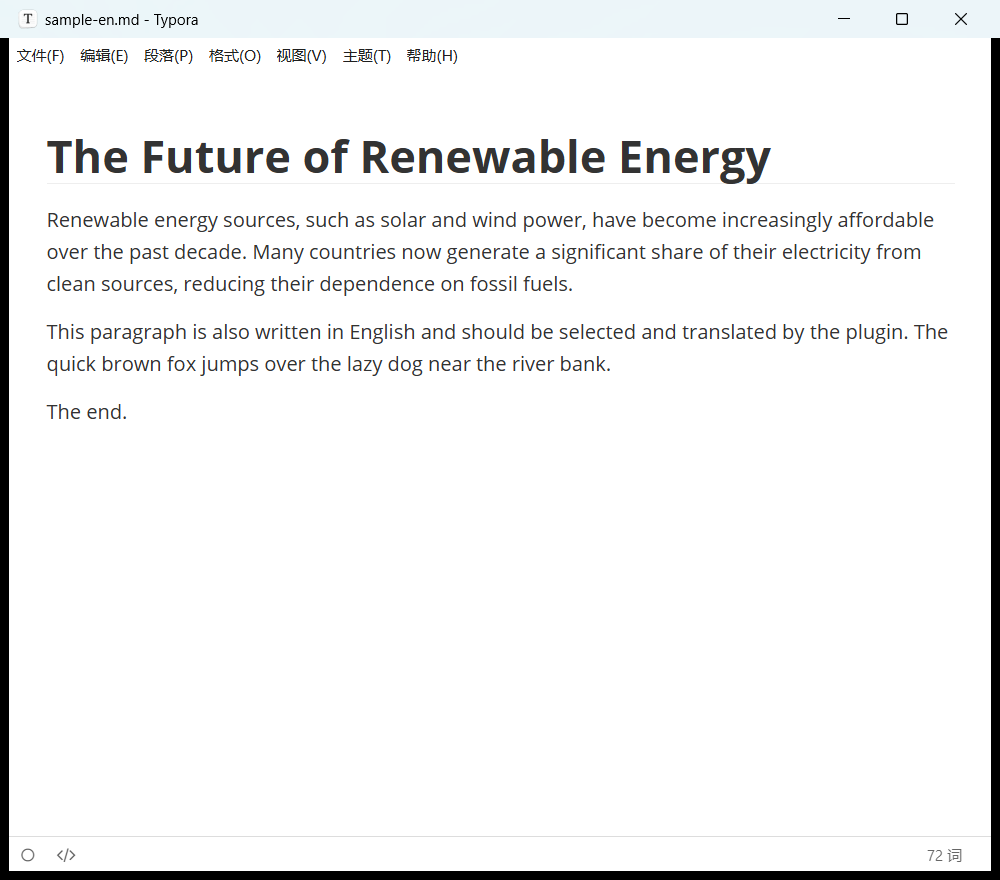 T sample-en.md - Typora
文件(F) 编辑(E) 段落(P) 格式(O) 视图(V) 主题(T) 帮助(H)
The Future of Renewable Energy
Renewable energy sources, such as solar and wind power, have become increasingly affordable
over the past decade. Many countries now generate a significant share of their electricity from
clean sources, reducing their dependence on fossil fuels.
This paragraph is also written in English and should be selected and translated by the plugin. The
quick brown fox jumps over the lazy dog near the river bank.
The end.
</> 72 词